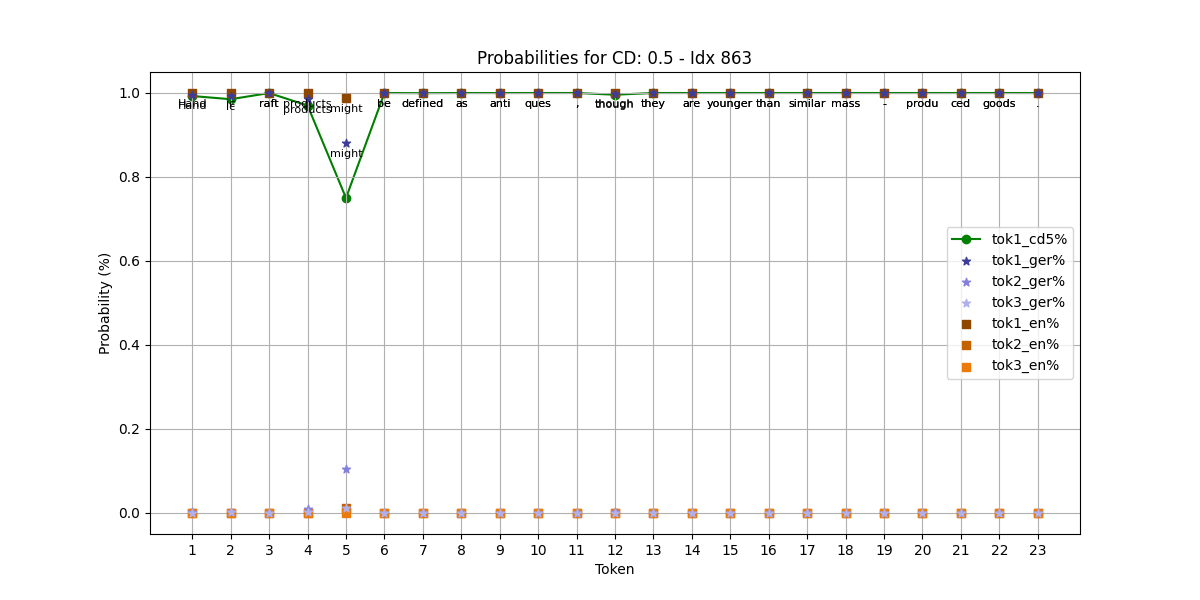 Probabilities for CD: 0.5 - Idx 863
1.0
Hand raft products be defined as anti ques , though they are younger than similar mass - produ ced goods .
Hand products might
might
0.8
0.6
0.4
0.2
0.0
Probability (%)
tok1_cd5%
tok1_ger%
tok2_ger%
tok3_ger%
tok1_en%
tok2_en%
tok3_en%
1 2 3 4 5 6 7 8 9 10 11 12 13 14 15 16 17 18 19 20 21 22 23
Token